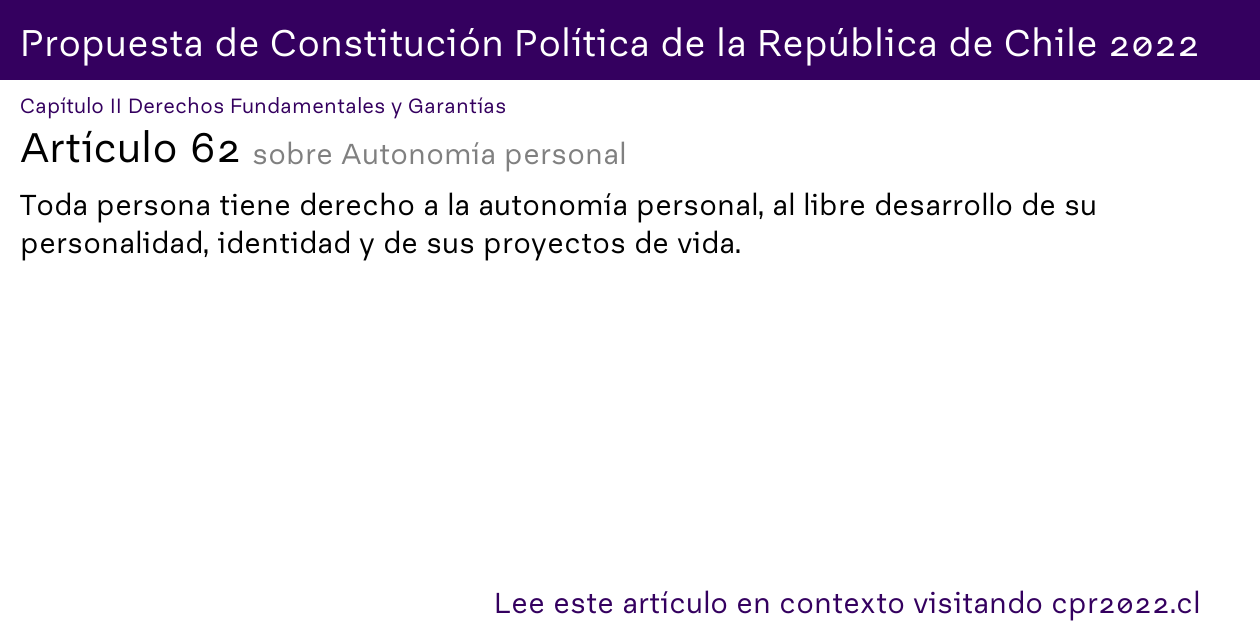 Propuesta de Constitución Política de la República de Chile 2022
Capítulo II Derechos Fundamentales y Garantías
Artículo 62 sobre Autonomía personal
Toda persona tiene derecho a la autonomía personal, al libre desarrollo de su
personalidad, identidad y de sus proyectos de vida.
Lee este artículo en contexto visitando cpr2022.cl